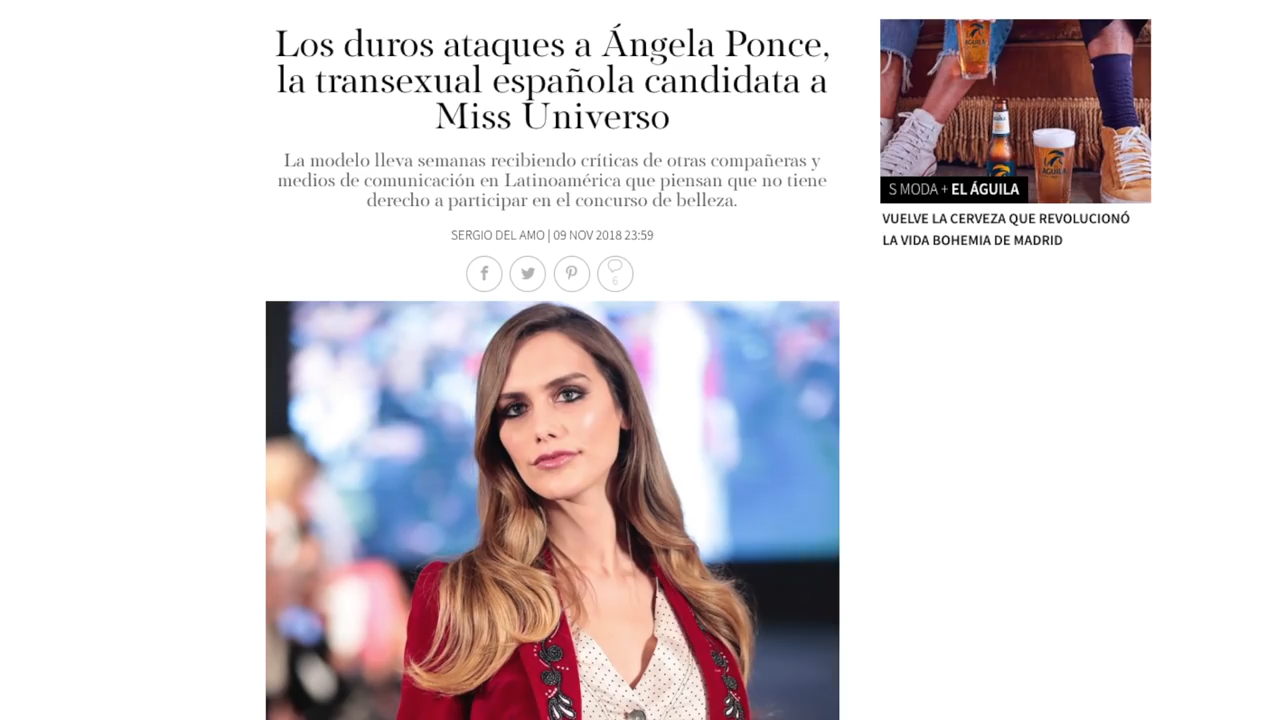 Los duros ataques a Ángela Ponce,
la transexual española candidata a
Miss Universo
La modelo lleva semanas recibiendo críticas de otras compañeras y
medios de comunicación en Latinoamérica que piensan que no tiene
derecho a participar en el concurso de belleza.
SERGIO DEL AMO | 09 NOV 2018 23:59
6
ÁGUILA
ÁGUILA
S MODA + EL ÁGUILA
VUELVE LA CERVEZA QUE REVOLUCIONÓ
LA VIDA BOHEMIA DE MADRID